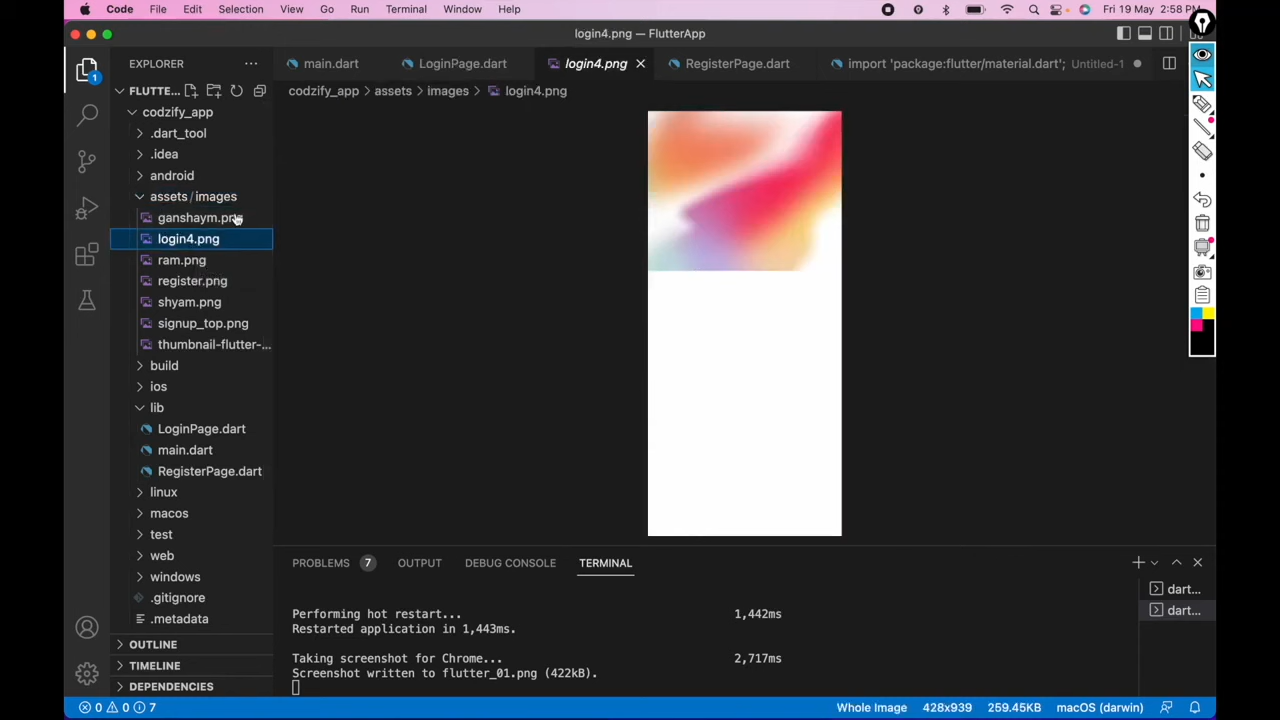 Code File Edit Selection View Go Run Terminal Window Help Fri 19 May 2:58 PM
login4.png — FlutterApp
EXPLORER
main.dart LoginPage.dart login4.png RegisterPage.dart import 'package:flutter/material.dart'; Untitled-1
FLUTTE...
codzify_app > assets > images > login4.png
codzify_app
.dart_tool
.idea
android
assets/images
ganshaym.png
login4.png
ram.png
register.png
shyam.png
signup_top.png
thumbnail-flutter-...
build
ios
lib
LoginPage.dart
main.dart
RegisterPage.dart
linux
macos
test
web
windows
.gitignore
.metadata
OUTLINE
TIMELINE
DEPENDENCIES
1
PROBLEMS 7 OUTPUT DEBUG CONSOLE TERMINAL
Performing hot restart... 1,442ms
Restarted application in 1,443ms.
Taking screenshot for Chrome... 2,717ms
Screenshot written to flutter_01.png (422kB).
dart...
dart...
0 0 7 Whole Image 428x939 259.45KB macOS (darwin)